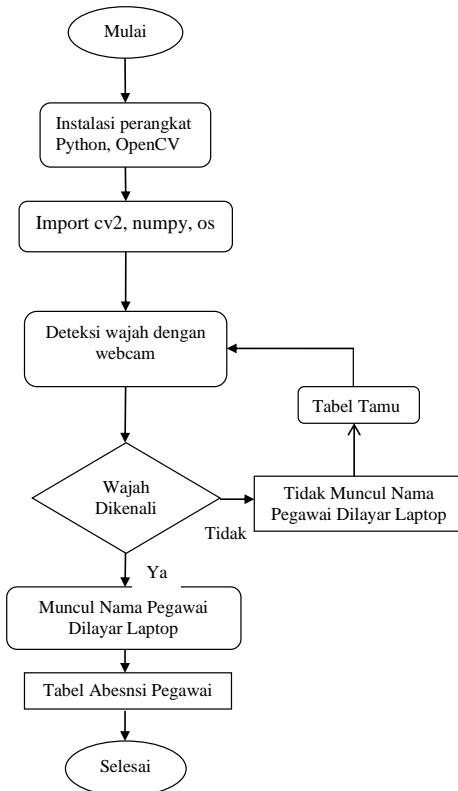 Mulai
Instalasi perangkat
Python, OpenCV
Import cv2, numpy, os
Deteksi wajah dengan
webcam
Tabel Tamu
Wajah
Dikenali
Tidak Muncul Nama
Pegawai Dilayar Laptop
Tidak
Ya
Muncul Nama Pegawai
Dilayar Laptop
Tabel Abesnsi Pegawai
Selesai